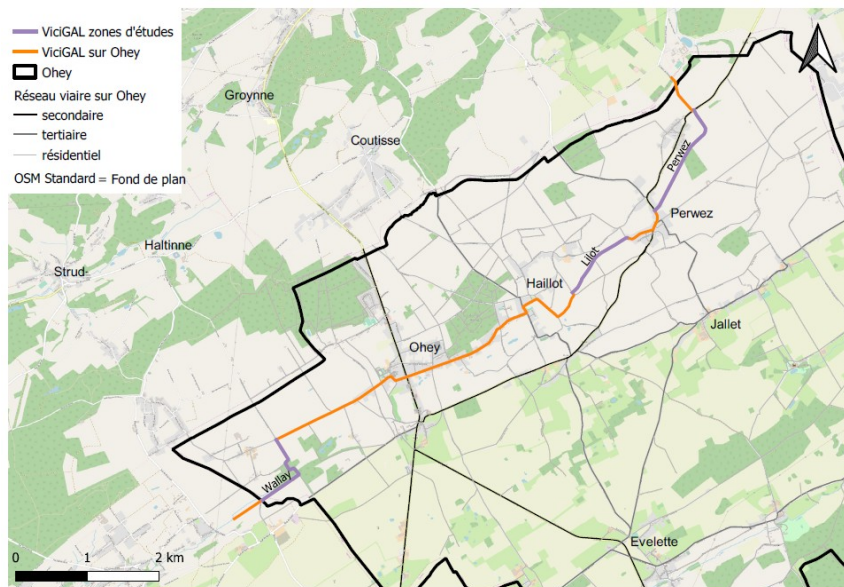 ViciGAL zones d'études
ViciGAL sur Ohey
Ohey
Réseau viaire sur Ohey
secondaire
tertiaire
résidentiel
OSM Standard = Fond de plan
Groynne
Coutisse
Perwez
Haltinne
Strud-
Perwez
Lilot
Haillot
Jallet
Ohey
Wallay
Evelette
0 1 2 km